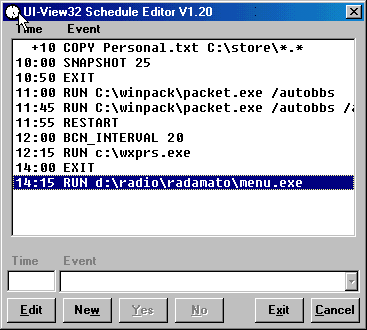 UI-View32 Schedule Editor V1.20
Time Event
+10 COPY Personal.txt C:\store\*.*
10:00 SNAPSHOT 25
10:50 EXIT
11:00 RUN C:\winpack\packet.exe /autobbs
11:45 RUN C:\winpack\packet.exe /autobbs /a
11:55 RESTART
12:00 BCN_INTERVAL 20
12:15 RUN c:\wxprs.exe
14:00 EXIT
14:15 RUN d:\radio\radamato\menu.exe
Time Event
Edit New Yes No Exit Cancel